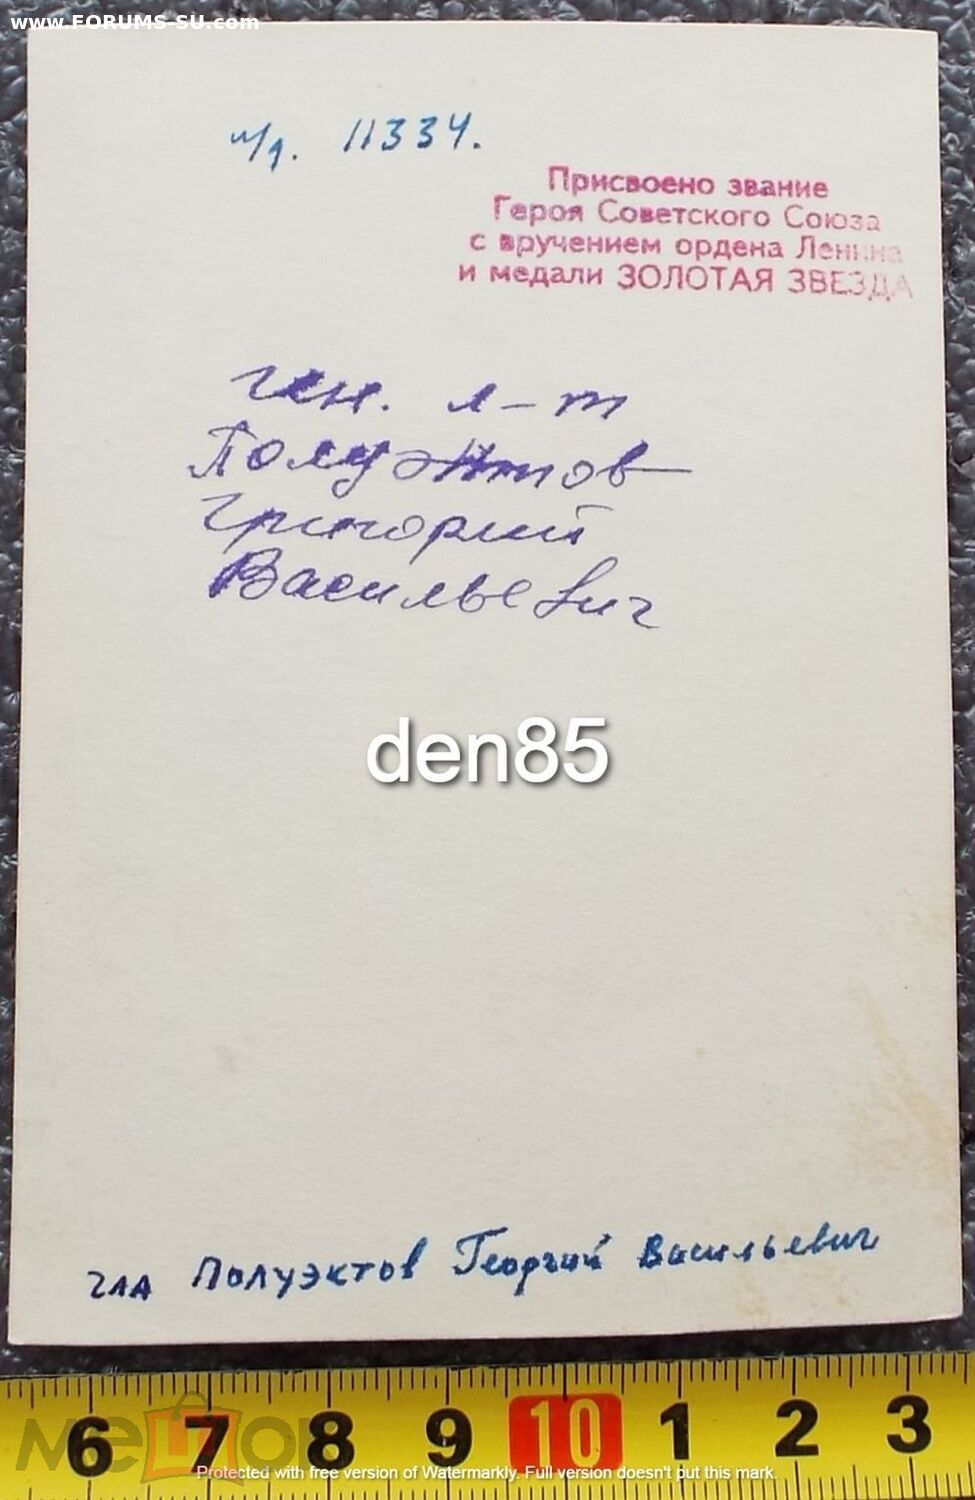 www.FORUMS-SU.com
м/д. 11334.
Присвоено звание
Героя Советского Союза
с вручением ордена Ленина
и медали ЗОЛОТАЯ ЗВЕЗДА
ген. л-т
Полуэктов
Григорий
Васильевич
den85
гла Полуэктов Георгий Васильевич
6 7 8 9 10 1 2 3
мешок
Protected with free version of Watermarkly. Full version doesn't put this mark.